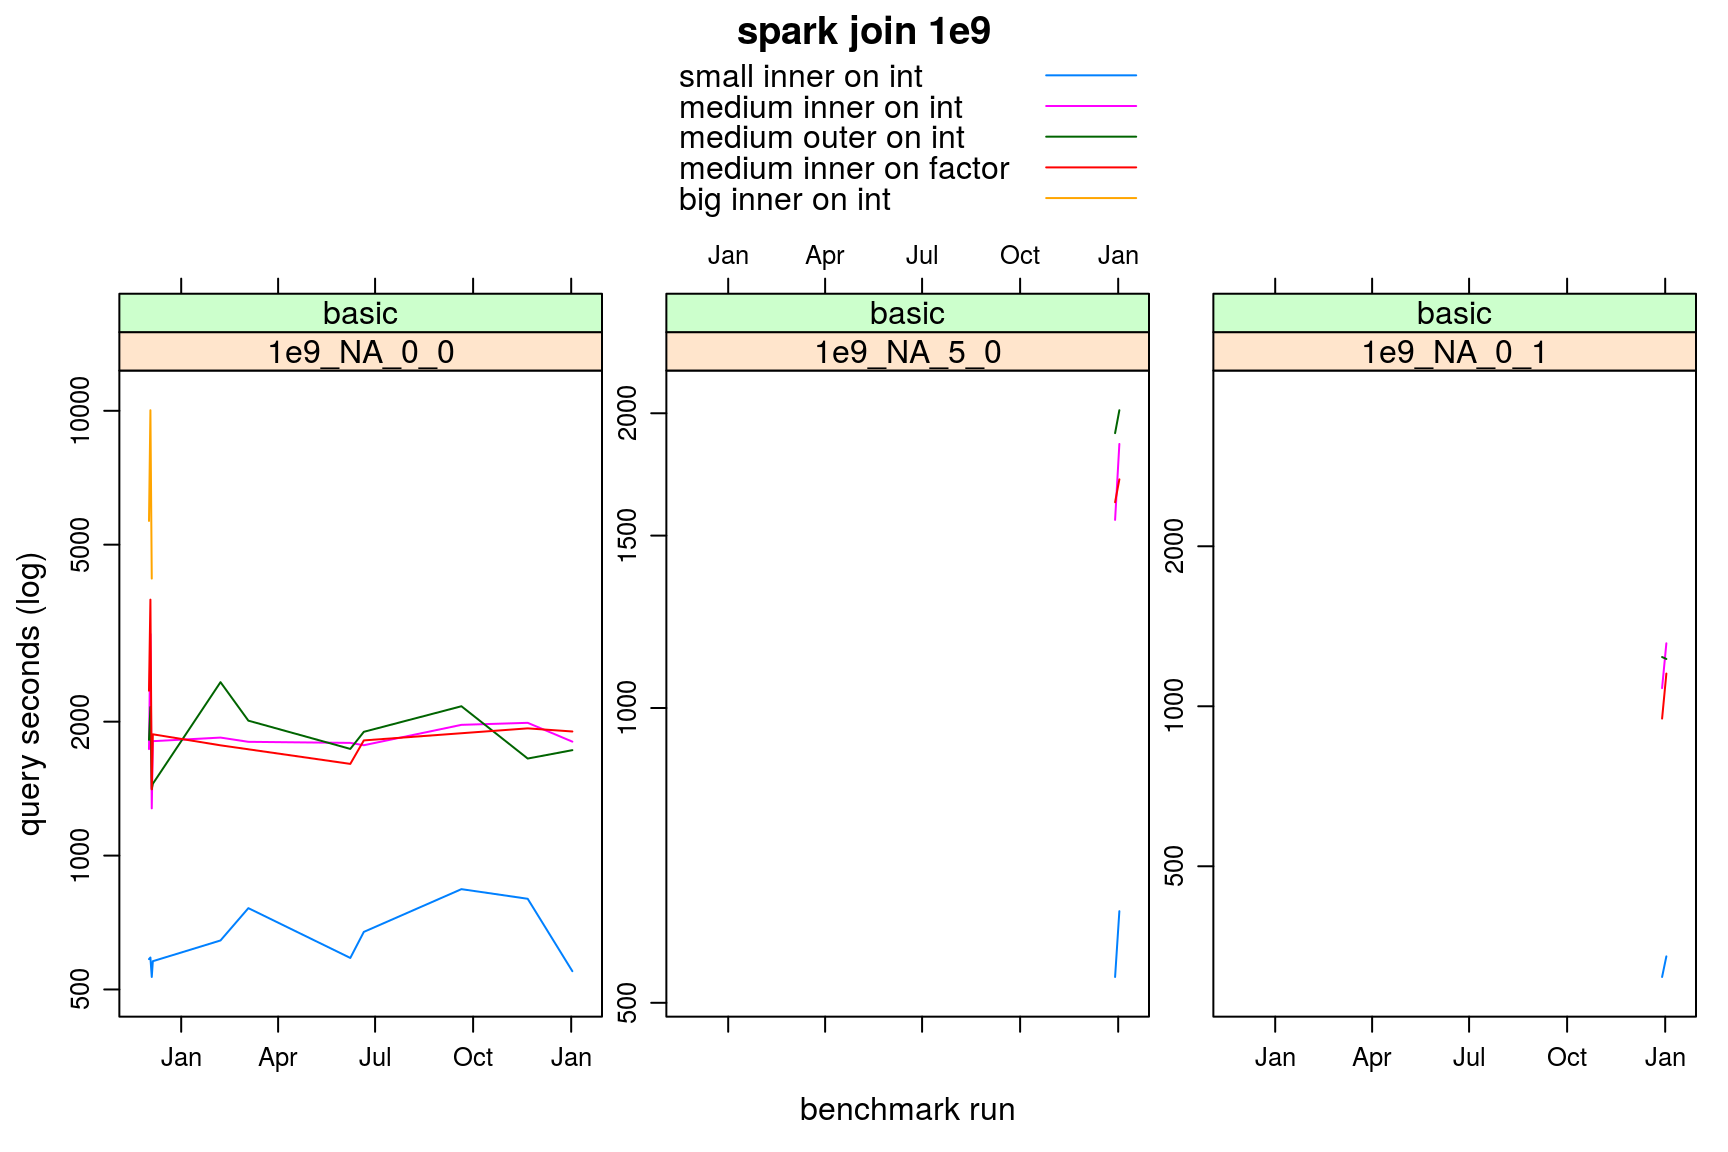 spark join 1e9
small inner on int
medium inner on int
medium outer on int
medium inner on factor
big inner on int
Jan Apr Jul Oct Jan
basic basic basic
1e9_NA_0_0 1e9_NA_5_0 1e9_NA_0_1
query seconds (log)
10000
5000
2000
1000
500
2000
1500
1000
500
2000
1000
500
Jan Apr Jul Oct Jan Jan Apr Jul Oct Jan
benchmark run